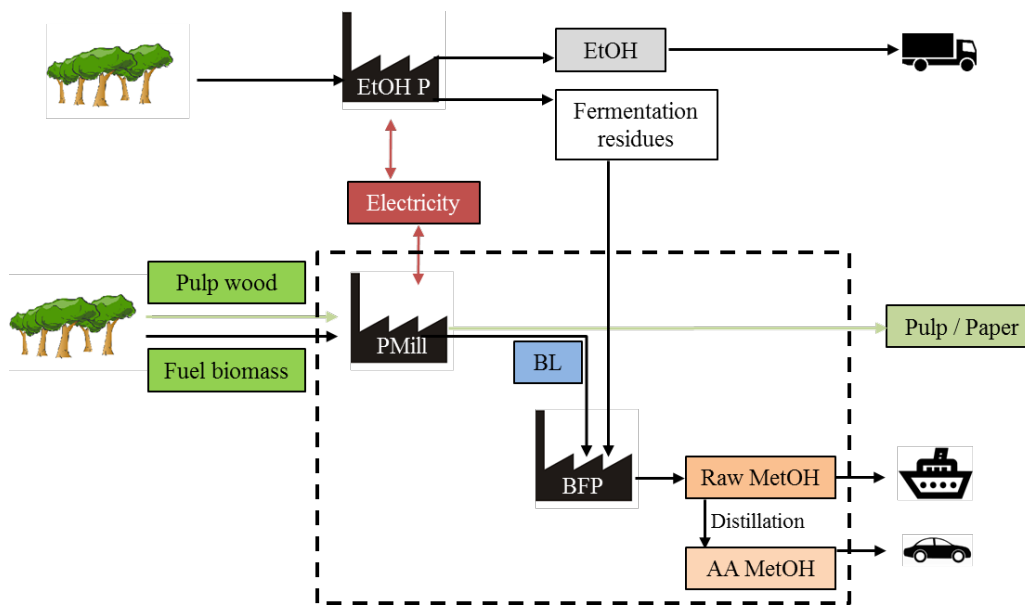 EtOH P
EtOH
Fermentation
residues
Electricity
Pulp wood
Fuel biomass
PMill
BL
Pulp / Paper
BFP
Raw MetOH
Distillation
AA MetOH